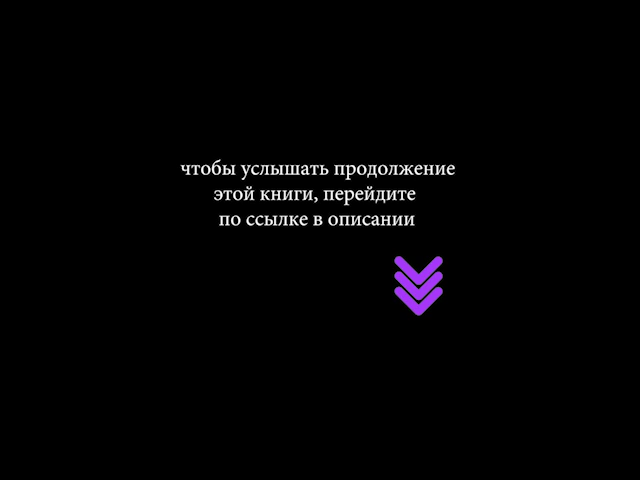 чтобы услышать продолжение
этой книги, перейдите
по ссылке в описании